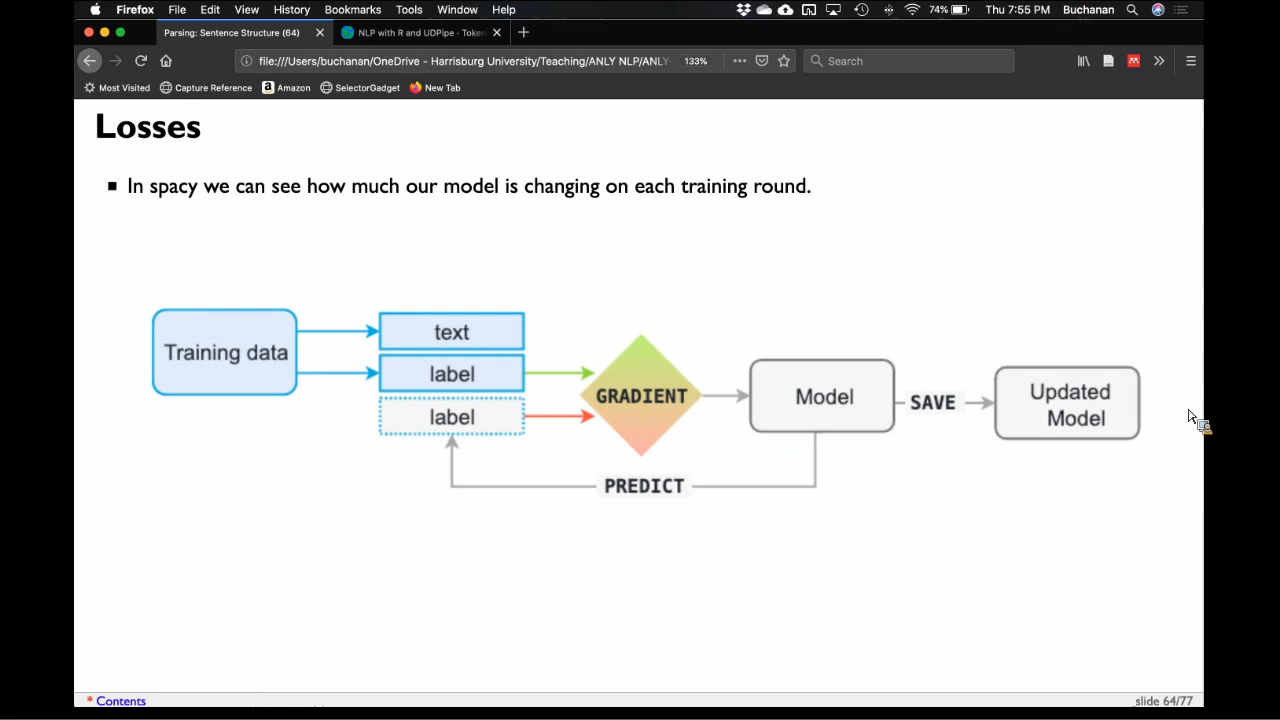 Firefox File Edit View History Bookmarks Tools Window Help 74% Thu 7:55 PM Buchanan
Parsing: Sentence Structure (64) NLP with R and UDPipe - Token
file:///Users/buchanan/OneDrive - Harrisburg University/Teaching/ANLY NLP/ANLY 133% Search
Most Visited Capture Reference Amazon SelectorGadget New Tab
Losses
In spacy we can see how much our model is changing on each training round.
Training data
text
label
label
GRADIENT
Model
SAVE
Updated
Model
PREDICT
* Contents slide 64/77